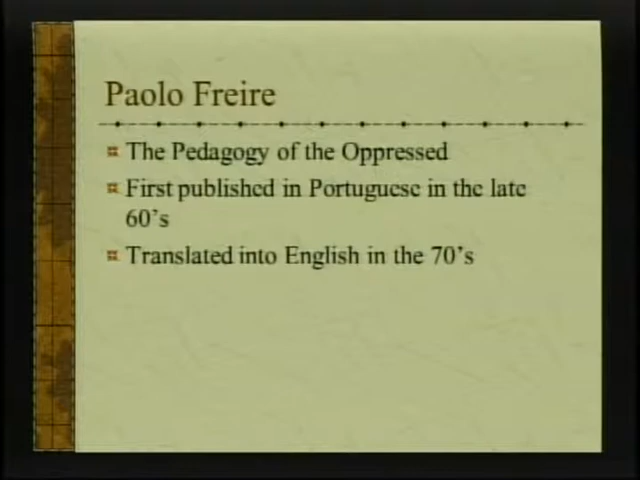 Paolo Freire
The Pedagogy of the Oppressed
First published in Portuguese in the late
60's
Translated into English in the 70's